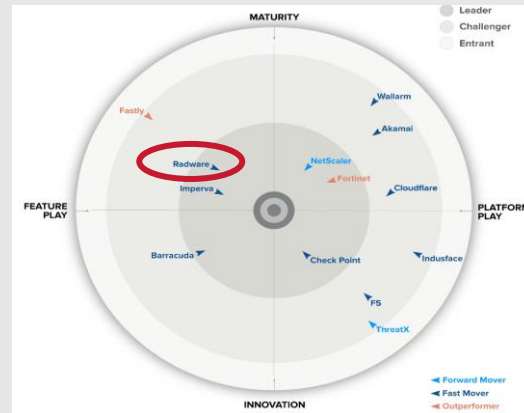 MATURITY
Leader
Challenger
Entrant
Wallarm
Fastly
Akamai
Radware
NetScaler
Fortinet
Imperva
Cloudflare
FEATURE
PLAY
PLATFORM
PLAY
Barracuda
Check Point
Indusface
F5
ThreatX
INNOVATION
Forward Mover
Fast Mover
Outperformer